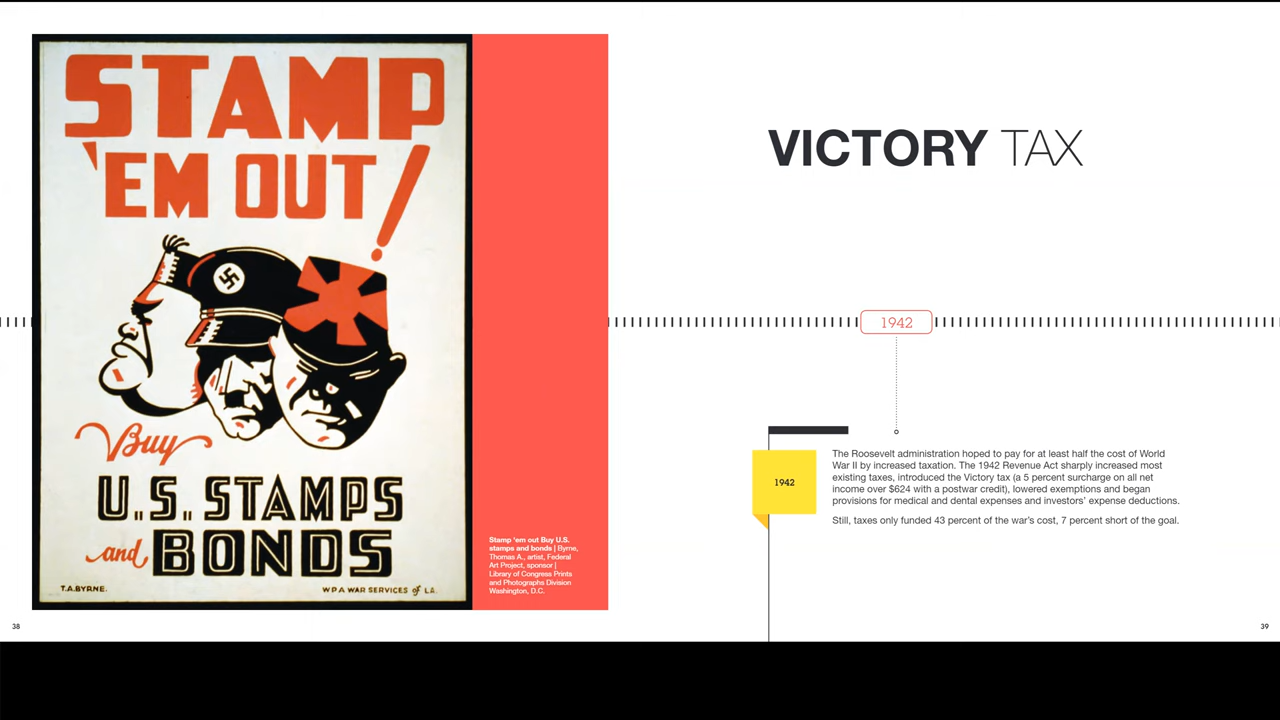 STAMP
'EM OUT!
Buy
U.S. STAMPS
and BONDS
T.A.BYRNE.
WPA WAR SERVICES of LA.
Stamp 'em out Buy U.S.
stamps and bonds | Byrne,
Thomas A., artist, Federal
Art Project, sponsor |
Library of Congress Prints
and Photographs Division
Washington, D.C.
38
VICTORY TAX
1942
1942
The Roosevelt administration hoped to pay for at least half the cost of World
War II by increased taxation. The 1942 Revenue Act sharply increased most
existing taxes, introduced the Victory tax (a 5 percent surcharge on all net
income over $624 with a postwar credit), lowered exemptions and began
provisions for medical and dental expenses and investors' expense deductions.
Still, taxes only funded 43 percent of the war's cost, 7 percent short of the goal.
39